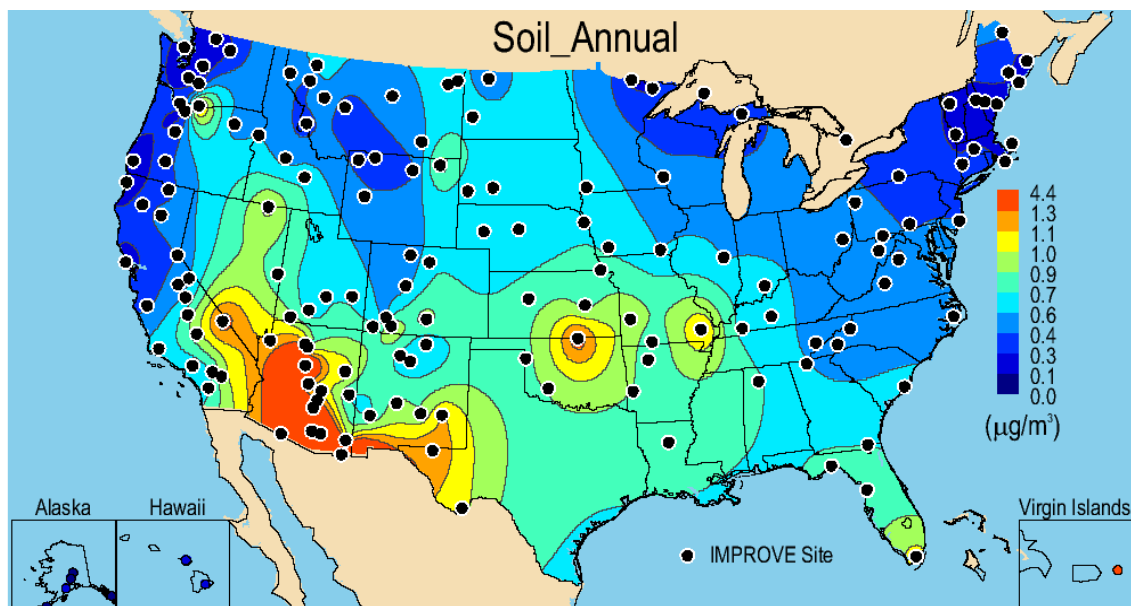 Soil_Annual
4.4
1.3
1.1
1.0
0.9
0.7
0.6
0.4
0.3
0.1
0.0
(μg/m³)
Alaska
Hawaii
IMPROVE Site
Virgin Islands